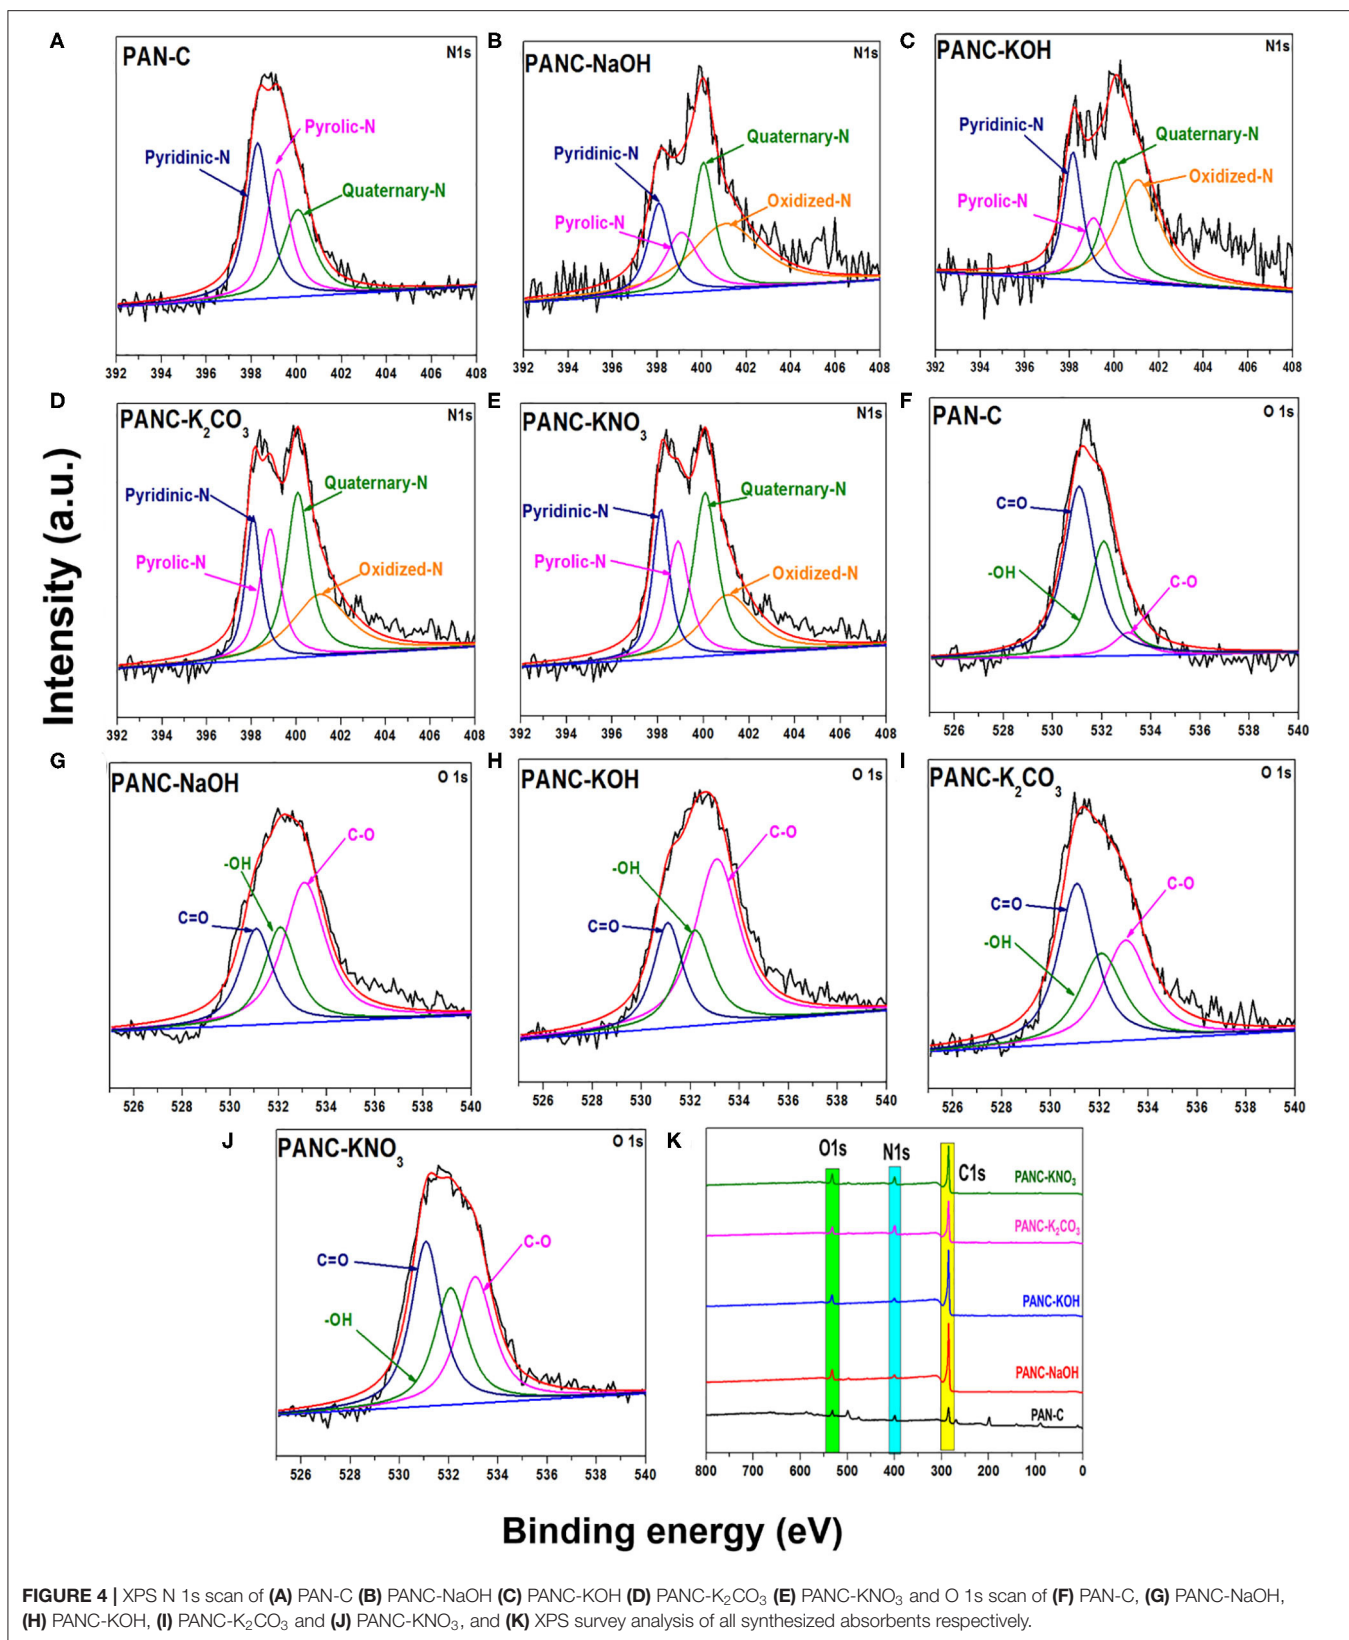 A
PAN-C
N1s
Pyrolic-N
Pyridinic-N
Quaternary-N
392 394 396 398 400 402 404 406 408
B
PANC-NaOH
N1s
Quaternary-N
Pyridinic-N
Oxidized-N
Pyrolic-N
392 394 396 398 400 402 404 406 408
C
PANC-KOH
N1s
Pyridinic-N
Quaternary-N
Oxidized-N
Pyrolic-N
392 394 396 398 400 402 404 406 408
D
PANC-K₂CO₃
N1s
Quaternary-N
Pyridinic-N
Pyrolic-N
Oxidized-N
392 394 396 398 400 402 404 406 408
E
PANC-KNO₃
N1s
Quaternary-N
Pyridinic-N
Pyrolic-N
Oxidized-N
392 394 396 398 400 402 404 406 408
F
PAN-C
O 1s
C=O
-OH
C-O
526 528 530 532 534 536 538 540
Intensity (a.u.)
G
PANC-NaOH
O 1s
C-O
-OH
C=O
526 528 530 532 534 536 538 540
H
PANC-KOH
O 1s
C-O
-OH
C=O
526 528 530 532 534 536 538 540
I
PANC-K₂CO₃
O 1s
C=O
C-O
-OH
526 528 530 532 534 536 538 540
J
PANC-KNO₃
O 1s
C-O
C=O
-OH
526 528 530 532 534 536 538 540
K
O1s
N1s
C1s
PANC-KNO₃
PANC-K₂CO₃
PANC-KOH
PANC-NaOH
PAN-C
800 700 600 500 400 300 200 100 0
Binding energy (eV)
FIGURE 4 | XPS N 1s scan of (A) PAN-C (B) PANC-NaOH (C) PANC-KOH (D) PANC-K₂CO₃ (E) PANC-KNO₃ and O 1s scan of (F) PAN-C, (G) PANC-NaOH,
(H) PANC-KOH, (I) PANC-K₂CO₃ and (J) PANC-KNO₃, and (K) XPS survey analysis of all synthesized absorbents respectively.